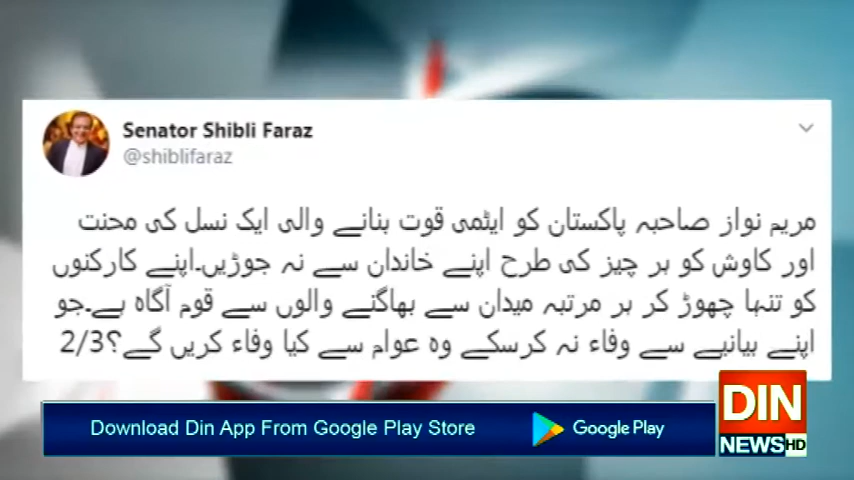 Senator Shibli Faraz
@shiblifaraz
مریم نواز صاحبہ پاکستان کو ایٹمی قوت بنانے والی ایک نسل کی محنت
اور کاوش کو ہر چیز کی طرح اپنے خاندان سے نہ جوڑیں۔اپنے کارکنوں
کو تنہا چھوڑ کر ہر مرتبہ میدان سے بھاگنے والوں سے قوم آگاہ ہے۔جو
اپنے بیانیے سے وفاء نہ کرسکے وہ عوام سے کیا وفاء کریں گے؟2/3
Download Din App From Google Play Store
Google Play
DIN
NEWS HD